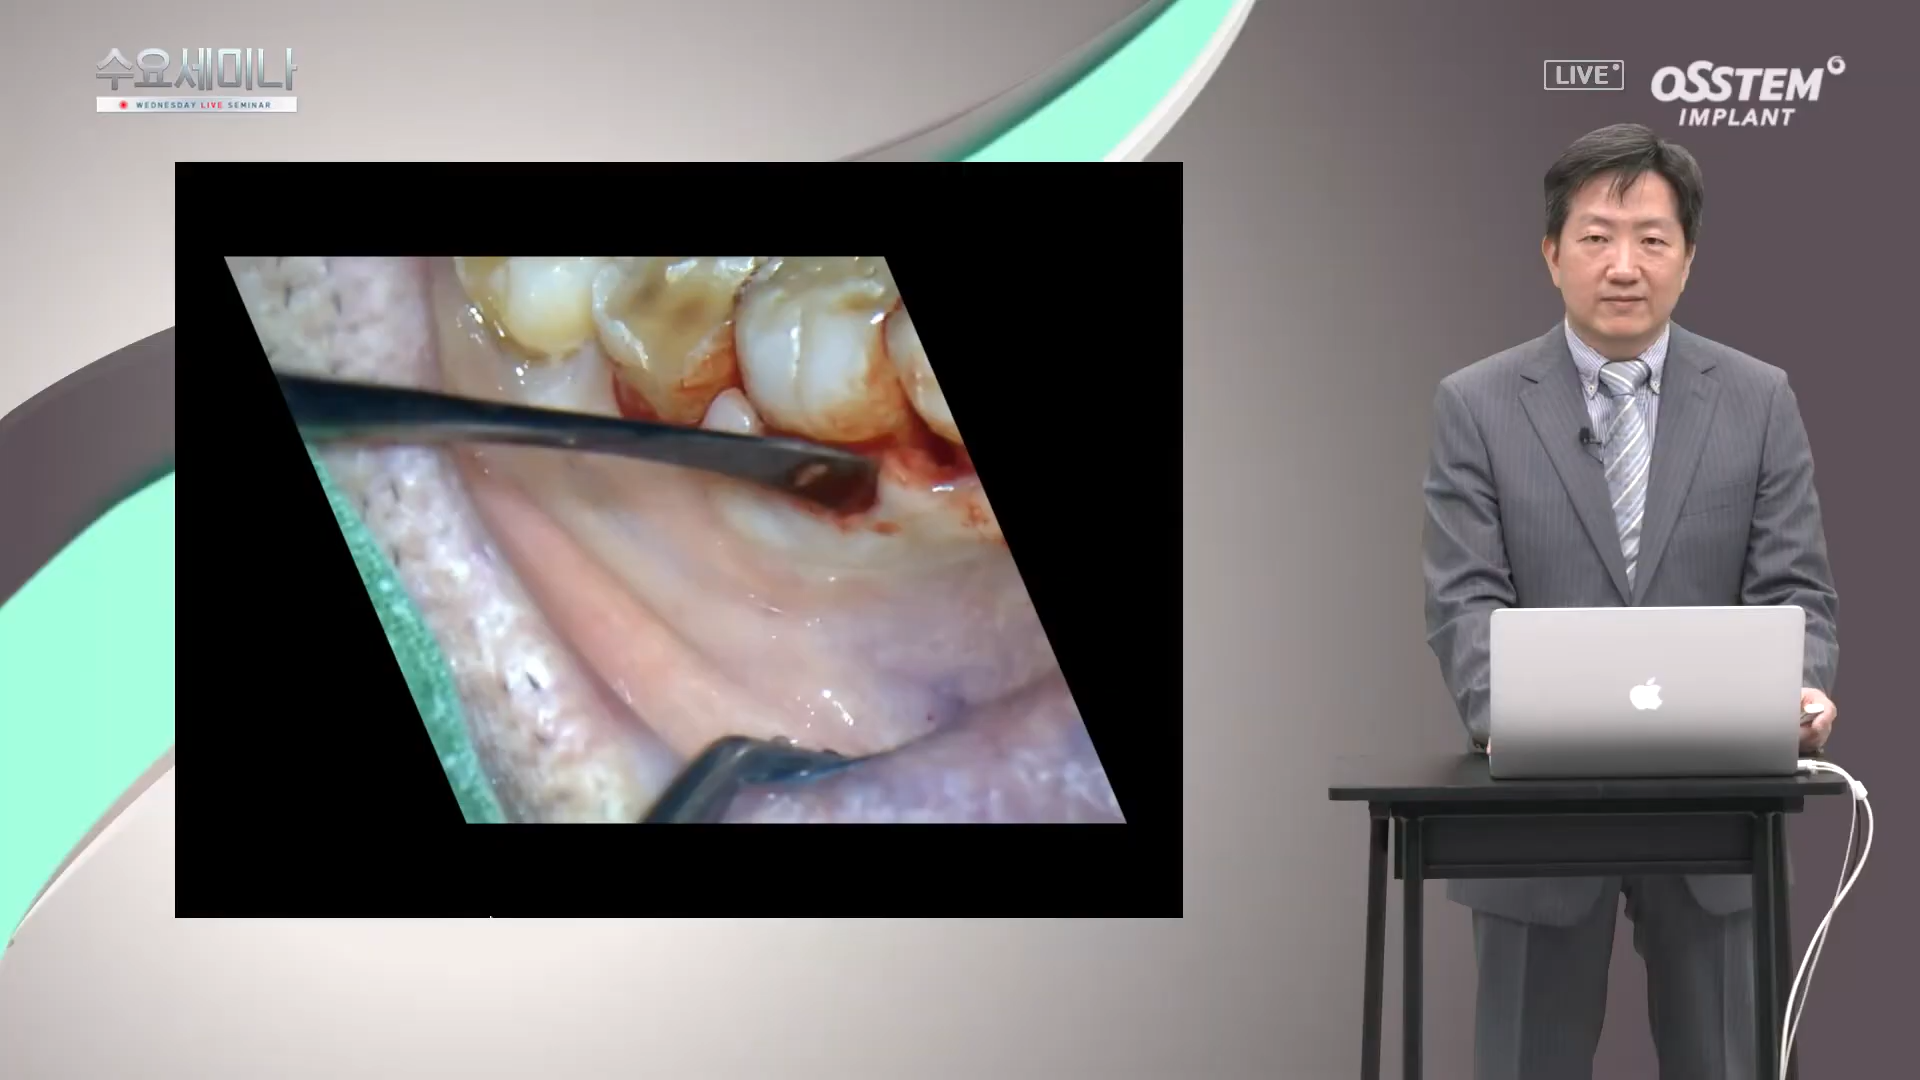 수요세미나
WEDNESDAY LIVE SEMINAR
LIVE
OSSTEM
IMPLANT